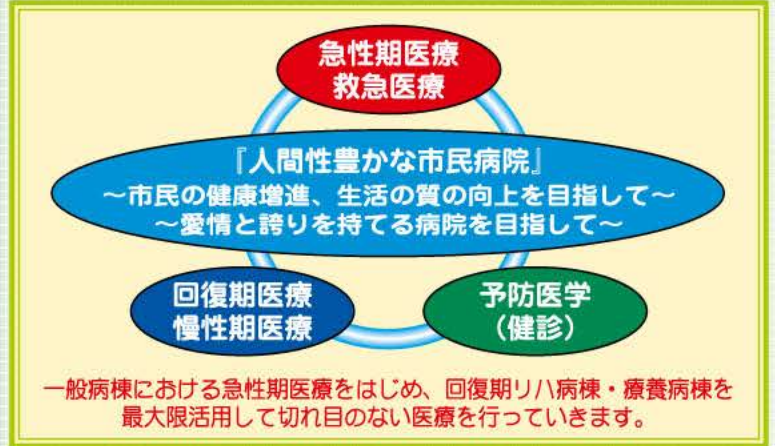 急性期医療
救急医療
『人間性豊かな市民病院』
～市民の健康増進、生活の質の向上を目指して～
～愛情と誇りを持てる病院を目指して～
回復期医療
慢性期医療
予防医学
（健診）
一般病棟における急性期医療をはじめ、回復期リハ病棟・療養病棟を
最大限活用して切れ目のない医療を行っていきます。